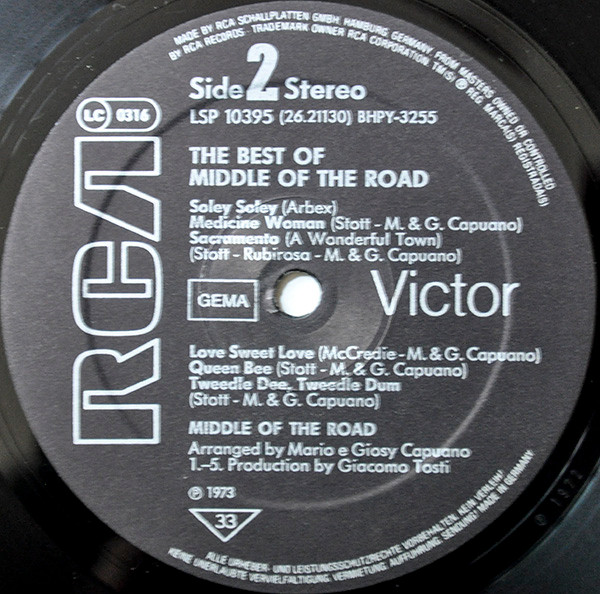 MADE BY RCA SCHALLPLATTEN GMBH, HAMBURG, GERMANY, FROM MASTERS OWNED OR CONTROLLED
BY RCA RECORDS · TRADEMARK OWNER RCA CORPORATION. TM(S) ® REG. MARCA(S) REGISTRADA(S)
Side 2 Stereo
LC 0316
LSP 10395 (26.21130) BHPY-3255
THE BEST OF
MIDDLE OF THE ROAD
Soley Soley (Arbex)
Medicine Woman (Stott - M. & G. Capuano)
Sacramento (A Wonderful Town)
(Stott - Rubirosa - M. & G. Capuano)
RCA
GEMA
Victor
Love Sweet Love (McCredie - M. & G. Capuano)
Queen Bee (Stott - M. & G. Capuano)
Tweedle Dee, Tweedle Dum
(Stott - M. & G. Capuano)
MIDDLE OF THE ROAD
Arranged by Mario e Giosy Capuano
1.–5. Production by Giacomo Tosti
℗ 1973
33
ALLE URHEBER- UND LEISTUNGSSCHUTZRECHTE VORBEHALTEN. KEIN VERLEIH!
KEINE UNERLAUBTE VERVIELFÄLTIGUNG, VERMIETUNG, AUFFÜHRUNG, SENDUNG! MADE IN GERMANY